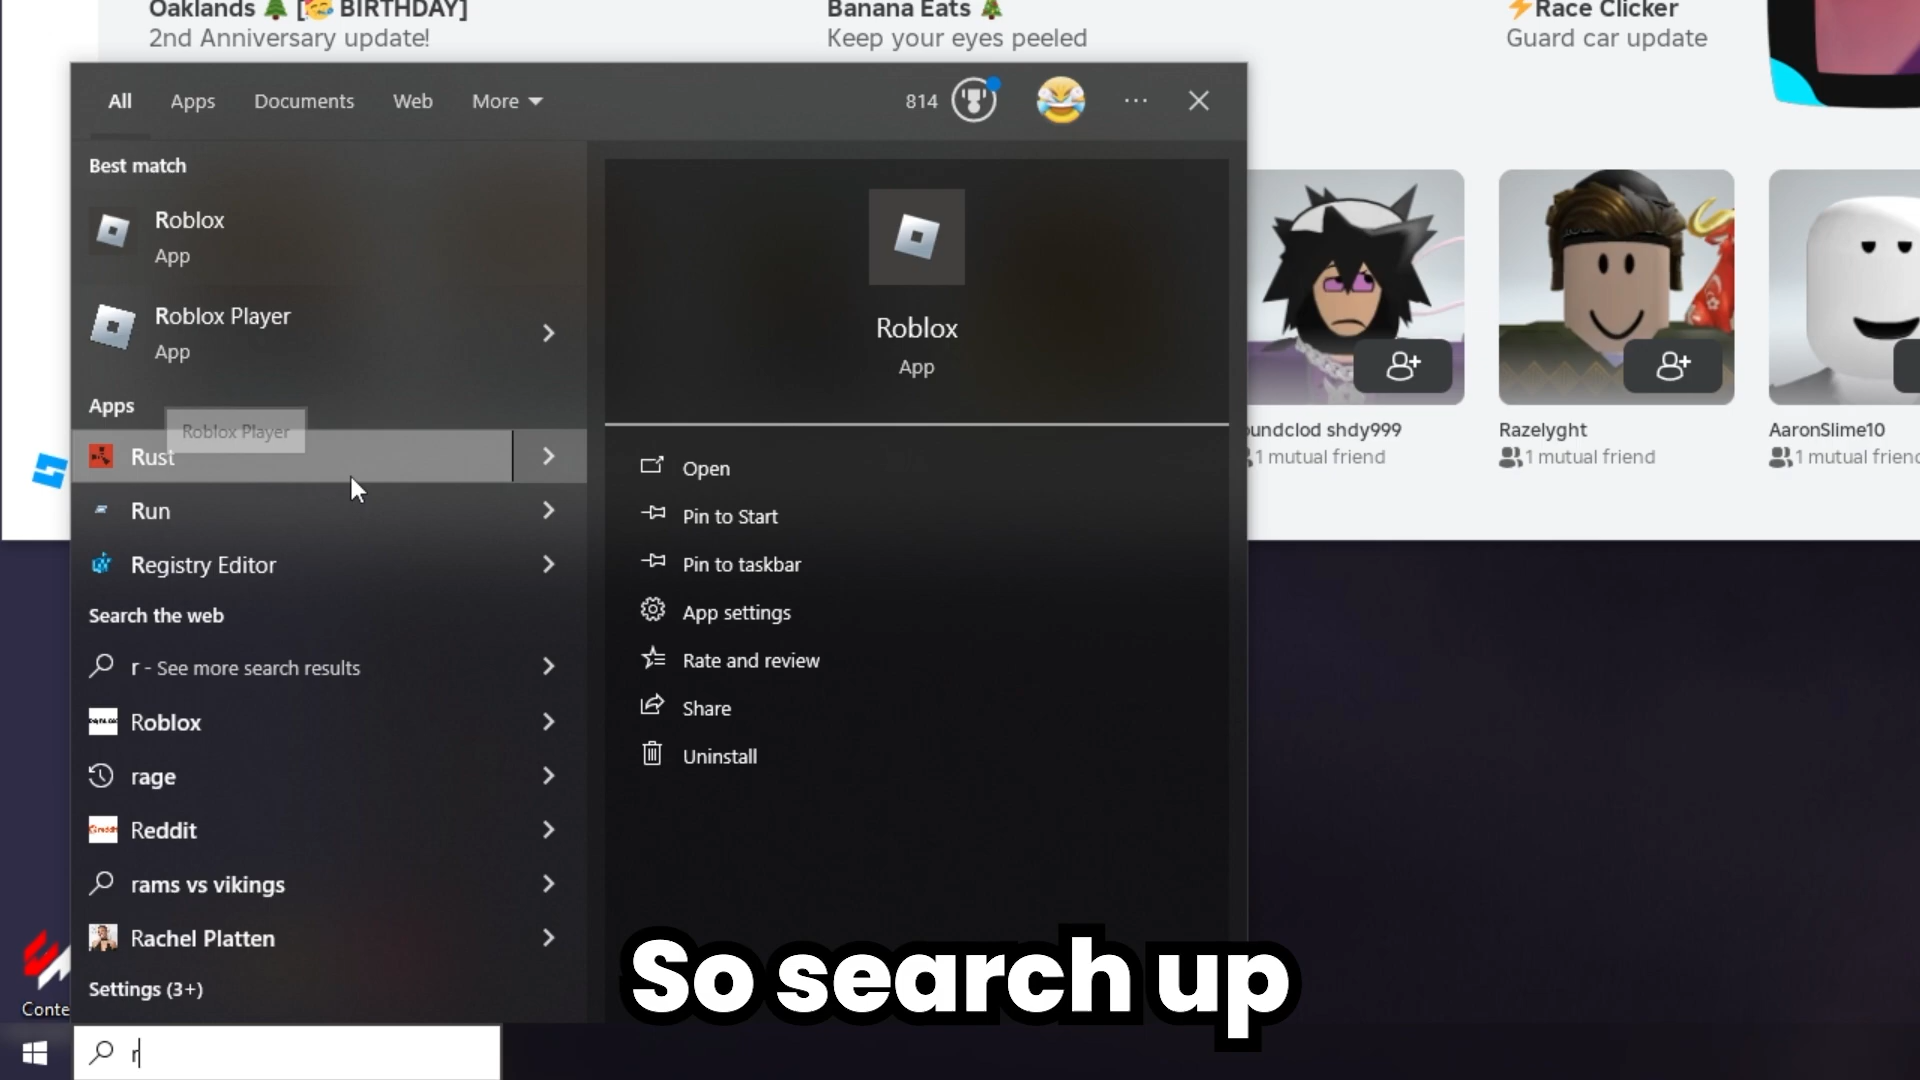 Oaklands 🌲 [🥳 BIRTHDAY]
2nd Anniversary update!
Banana Eats 🎄
Keep your eyes peeled
⚡Race Clicker
Guard car update
All
Apps
Documents
Web
More
814
Best match
Roblox
App
Roblox Player
App
Apps
Roblox Player
Rust
Run
Registry Editor
Search the web
r - See more search results
Roblox
rage
Reddit
rams vs vikings
Rachel Platten
Settings (3+)
Roblox
App
Open
Pin to Start
Pin to taskbar
App settings
Rate and review
Share
Uninstall
oundclod shdy999
1 mutual friend
Razelyght
1 mutual friend
AaronSlime10
1 mutual friend
So search up
Conte
r